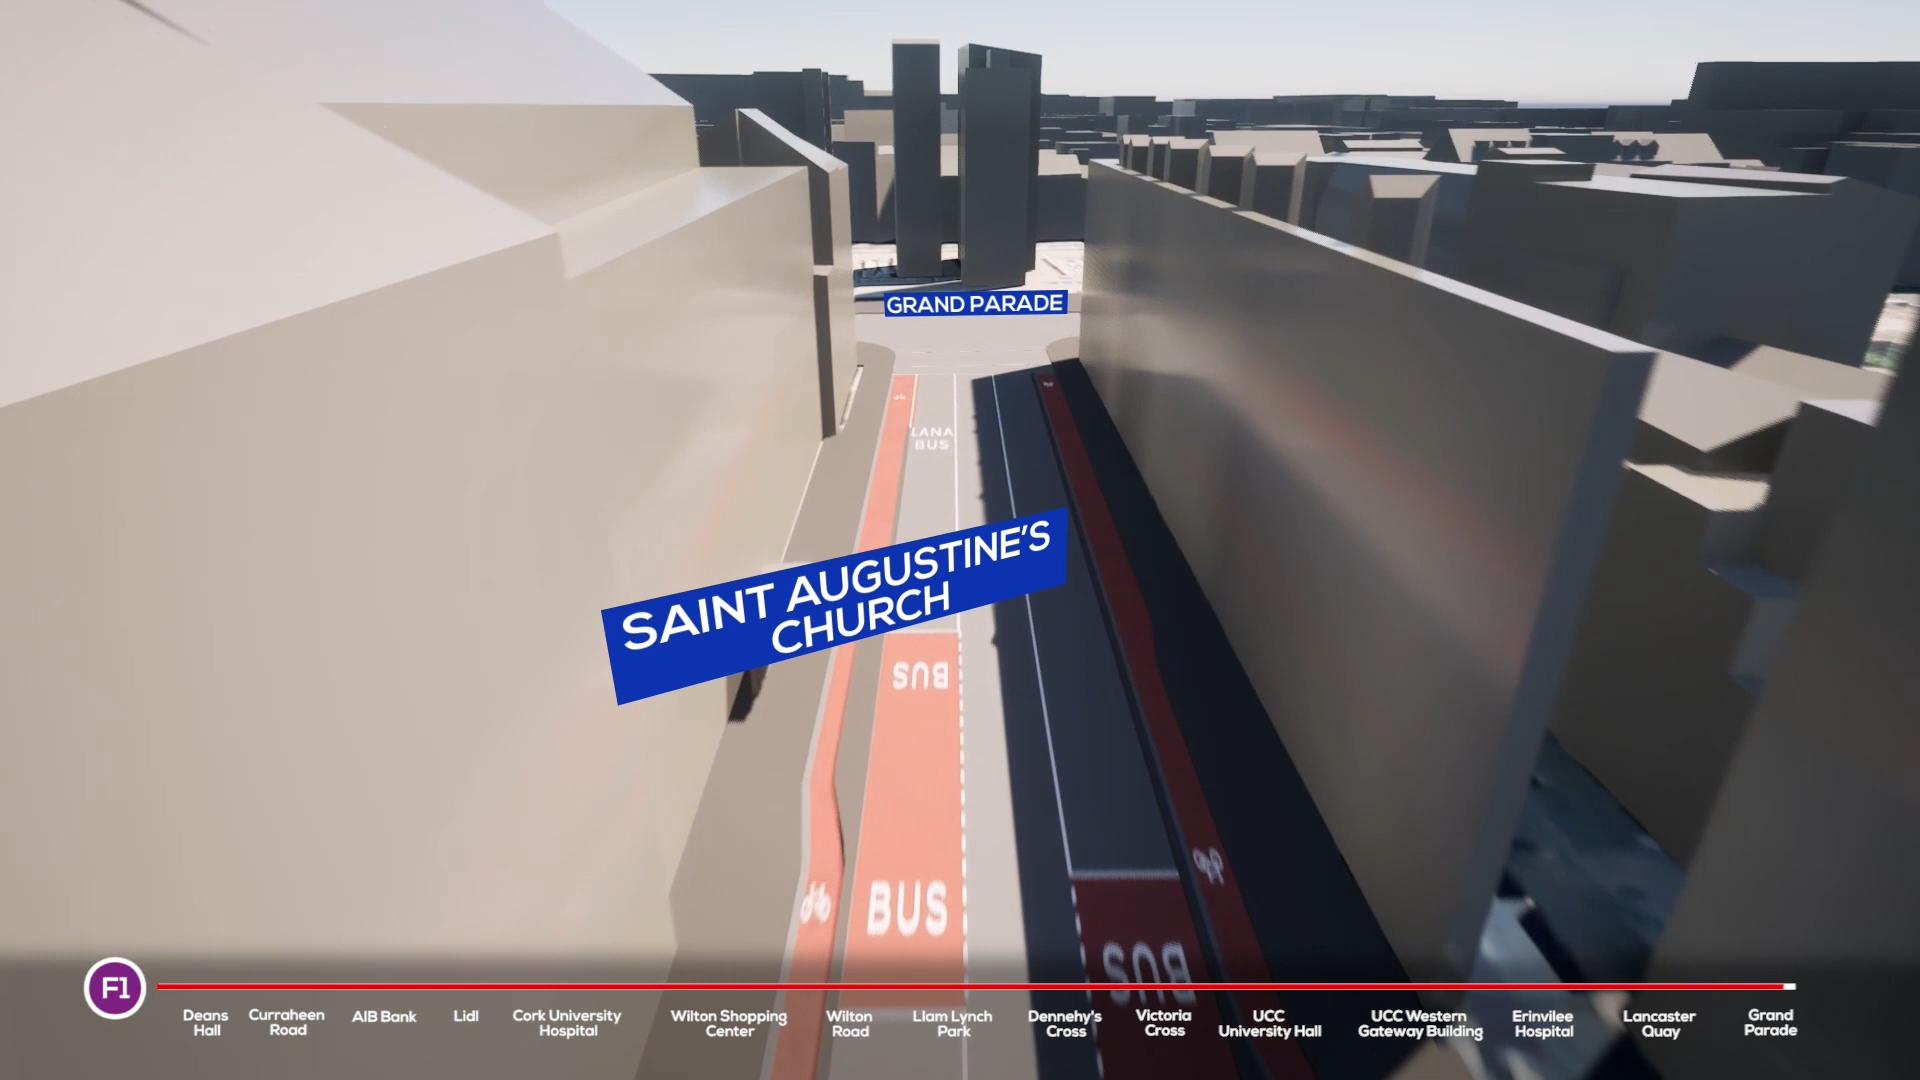 GRAND PARADE
LANA
BUS
SAINT AUGUSTINE'S
CHURCH
BUS
BUS
BUS
F1
Deans
Hall
Curraheen
Road
AIB Bank
Lidl
Cork University
Hospital
Wilton Shopping
Center
Wilton
Road
Llam Lynch
Park
Dennehy's
Cross
Victoria
Cross
UCC
University Hall
UCC Western
Gateway Building
Erinvilee
Hospital
Lancaster
Quay
Grand
Parade